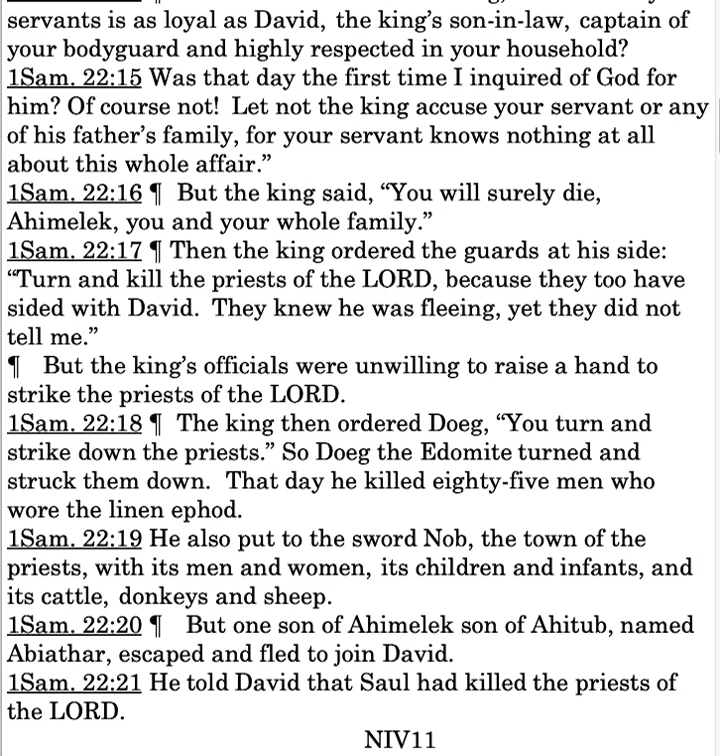 servants is as loyal as David, the king’s son-in-law, captain of
your bodyguard and highly respected in your household?
1Sam. 22:15 Was that day the first time I inquired of God for
him? Of course not!  Let not the king accuse your servant or any
of his father’s family, for your servant knows nothing at all
about this whole affair.”
1Sam. 22:16 ¶  But the king said, “You will surely die,
Ahimelek, you and your whole family.”
1Sam. 22:17 ¶ Then the king ordered the guards at his side:
“Turn and kill the priests of the LORD, because they too have
sided with David.  They knew he was fleeing, yet they did not
tell me.”
¶   But the king’s officials were unwilling to raise a hand to
strike the priests of the LORD.
1Sam. 22:18 ¶  The king then ordered Doeg, “You turn and
strike down the priests.” So Doeg the Edomite turned and
struck them down.  That day he killed eighty-five men who
wore the linen ephod.
1Sam. 22:19 He also put to the sword Nob, the town of the
priests, with its men and women, its children and infants, and
its cattle, donkeys and sheep.
1Sam. 22:20 ¶   But one son of Ahimelek son of Ahitub, named
Abiathar, escaped and fled to join David.
1Sam. 22:21 He told David that Saul had killed the priests of
the LORD.
NIV11